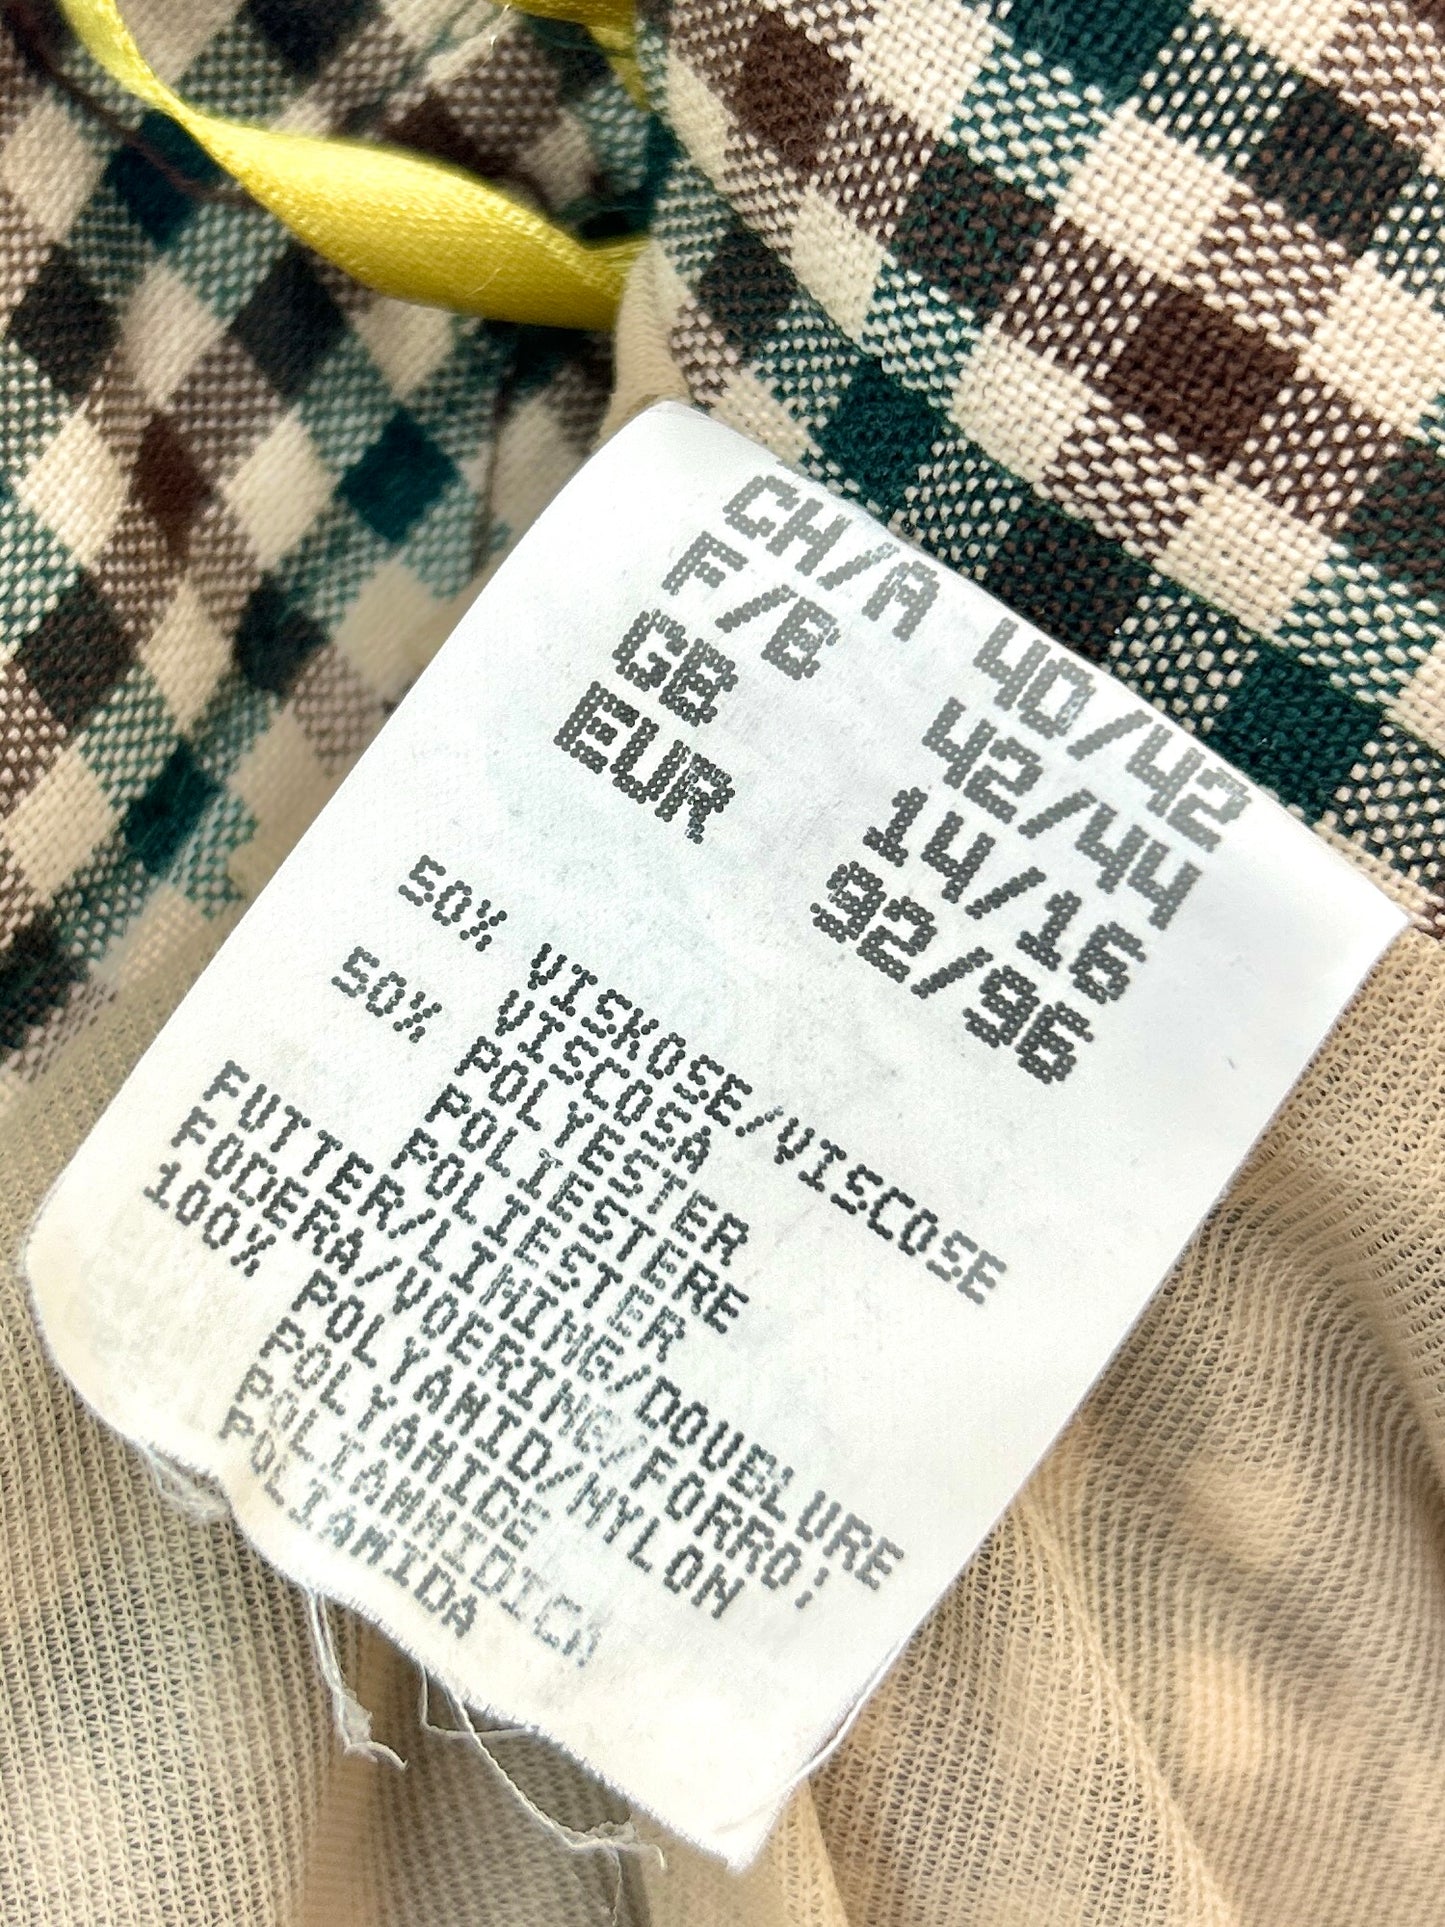 CH/A 40/42
F/E 42/44
GB 14/16
EUR 92/96
50% VISKOSE/VISCOSE
VISCOSA
50% POLYESTER
POLIESTERE
POLIESTER
FUTTER/LINING/DOUBLURE
FODERA/VOERING/FORRO;
100% POLYAMID/NYLON
POLYAMIDE
POLIAMMIDICA
POLIAMIDA